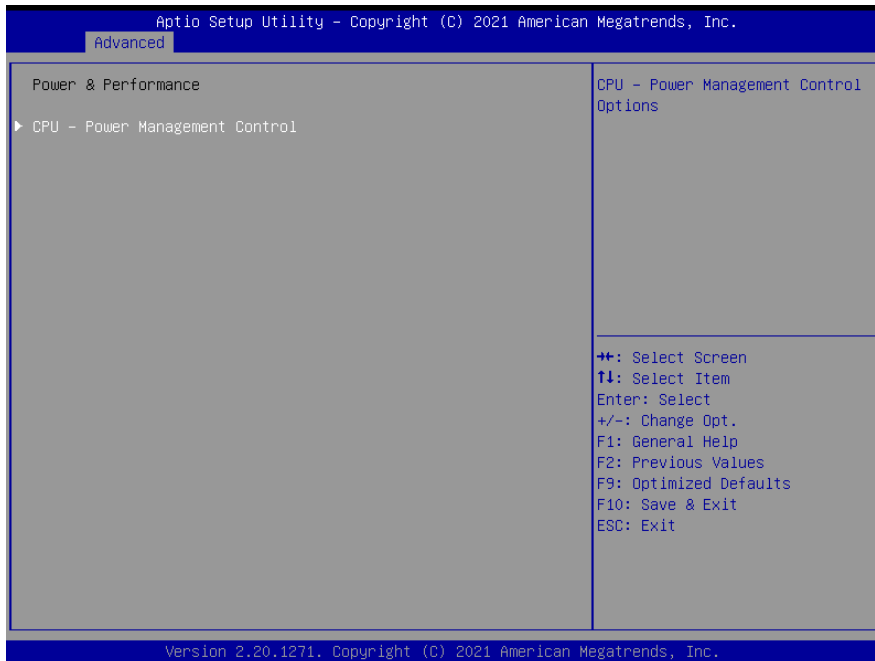 Aptio Setup Utility – Copyright (C) 2021 American Megatrends, Inc.
Advanced
Power & Performance
▶ CPU – Power Management Control
CPU – Power Management Control
Options
→←: Select Screen
↑↓: Select Item
Enter: Select
+/-: Change Opt.
F1: General Help
F2: Previous Values
F9: Optimized Defaults
F10: Save & Exit
ESC: Exit
Version 2.20.1271. Copyright (C) 2021 American Megatrends, Inc.